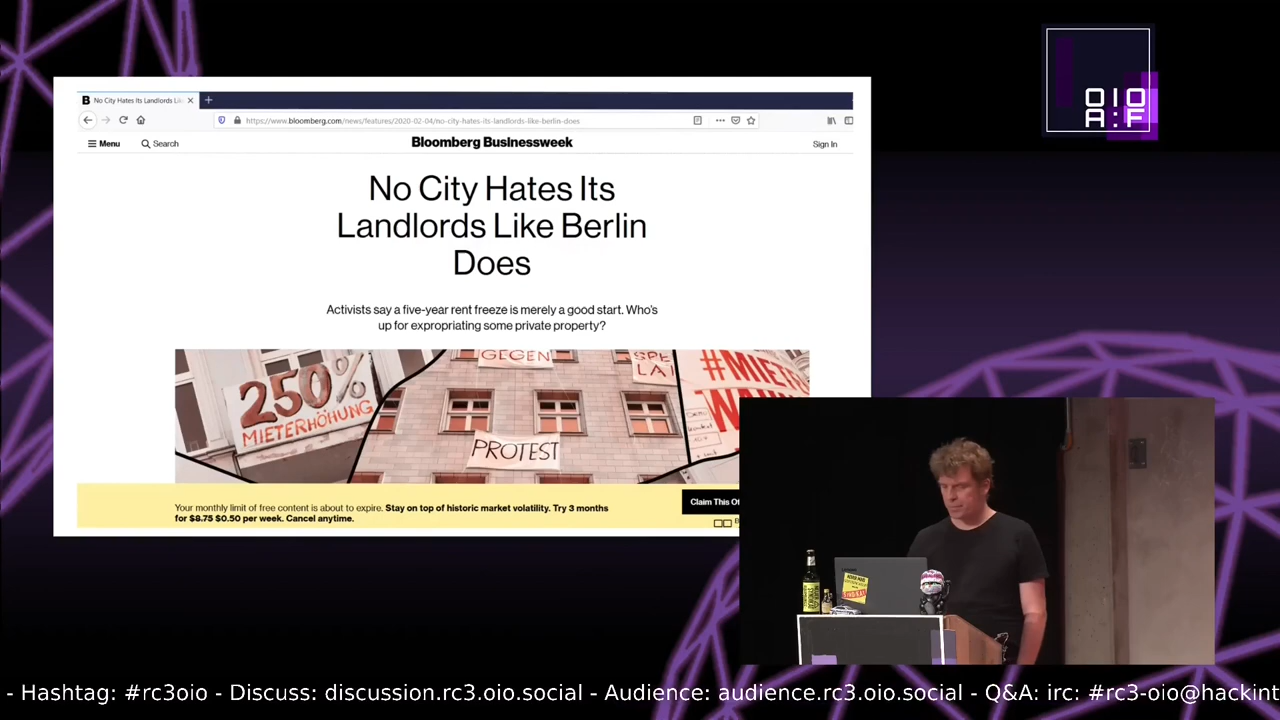 B No City Hates Its Landlords Lik × +
https://www.bloomberg.com/news/features/2020-02-04/no-city-hates-its-landlords-like-berlin-does
Menu Search Bloomberg Businessweek Sign In
No City Hates Its
Landlords Like Berlin
Does
Activists say a five-year rent freeze is merely a good start. Who's
up for expropriating some private property?
250%
MIETERHÖHUNG
GEGEN
PROTEST
SPE
LAI
#MIETE
WAHN
Your monthly limit of free content is about to expire. Stay on top of historic market volatility. Try 3 months
for $8.75 $0.50 per week. Cancel anytime.
Claim This Of
OIO
A:F
- Hashtag: #rc3oio - Discuss: discussion.rc3.oio.social - Audience: audience.rc3.oio.social - Q&A: irc: #rc3-oio@hackint